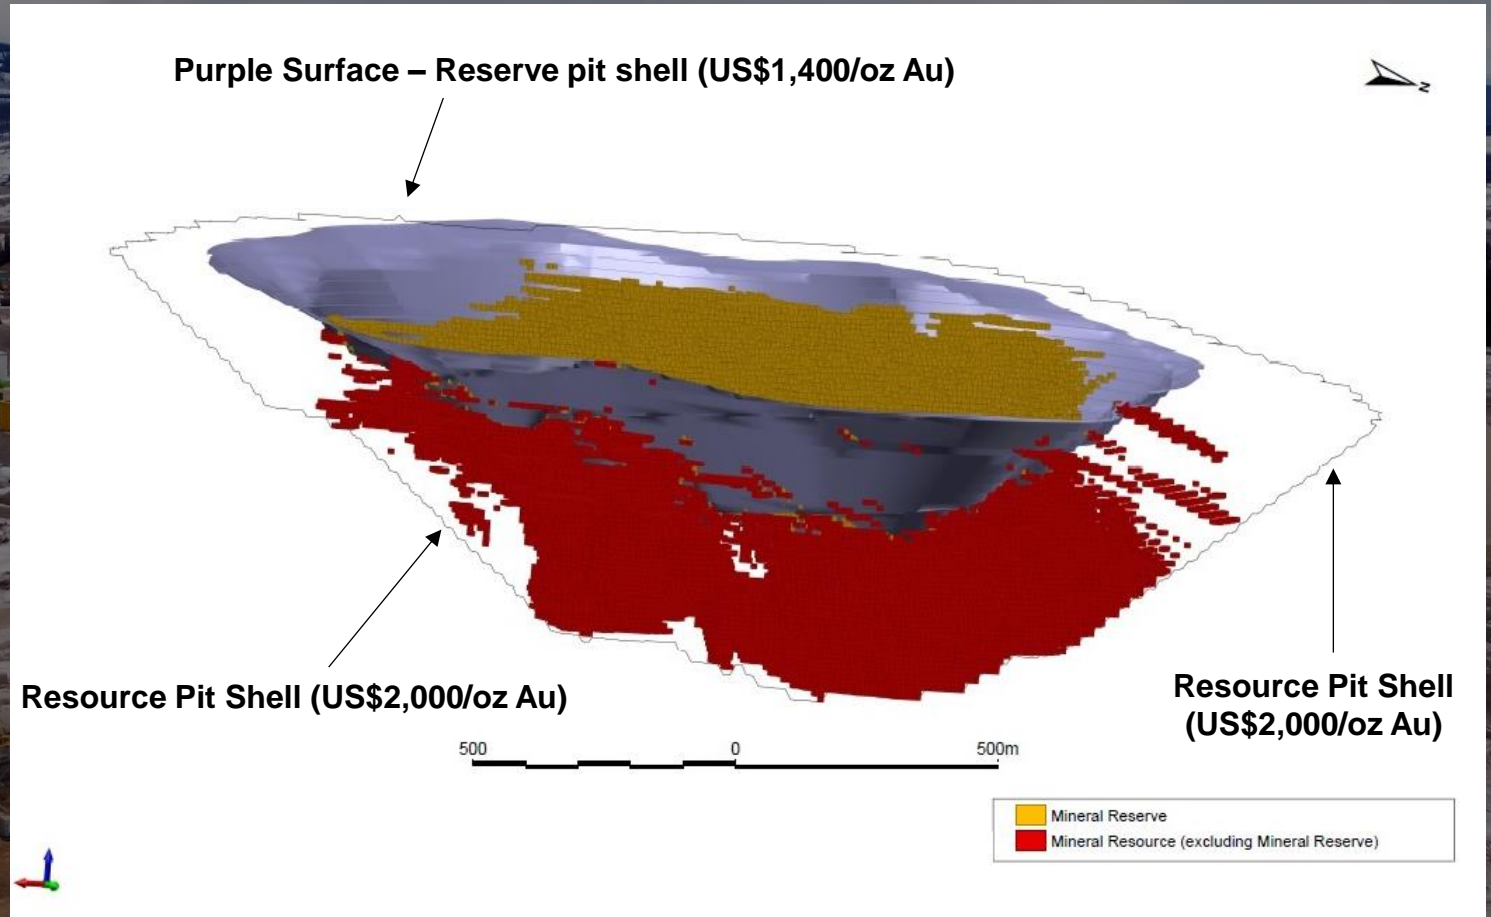 Purple Surface – Reserve pit shell (US$1,400/oz Au)
N
Resource Pit Shell (US$2,000/oz Au)
Resource Pit Shell
(US$2,000/oz Au)
500 0 500m
Mineral Reserve
Mineral Resource (excluding Mineral Reserve)